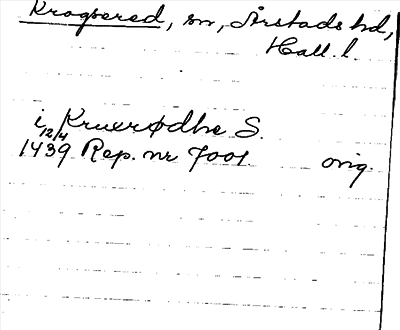 Krogsered, sn, Årstads hd,
Hall. l.
i Kruerødhe S.
12/4
1439 Rep. nr 7001 orig.